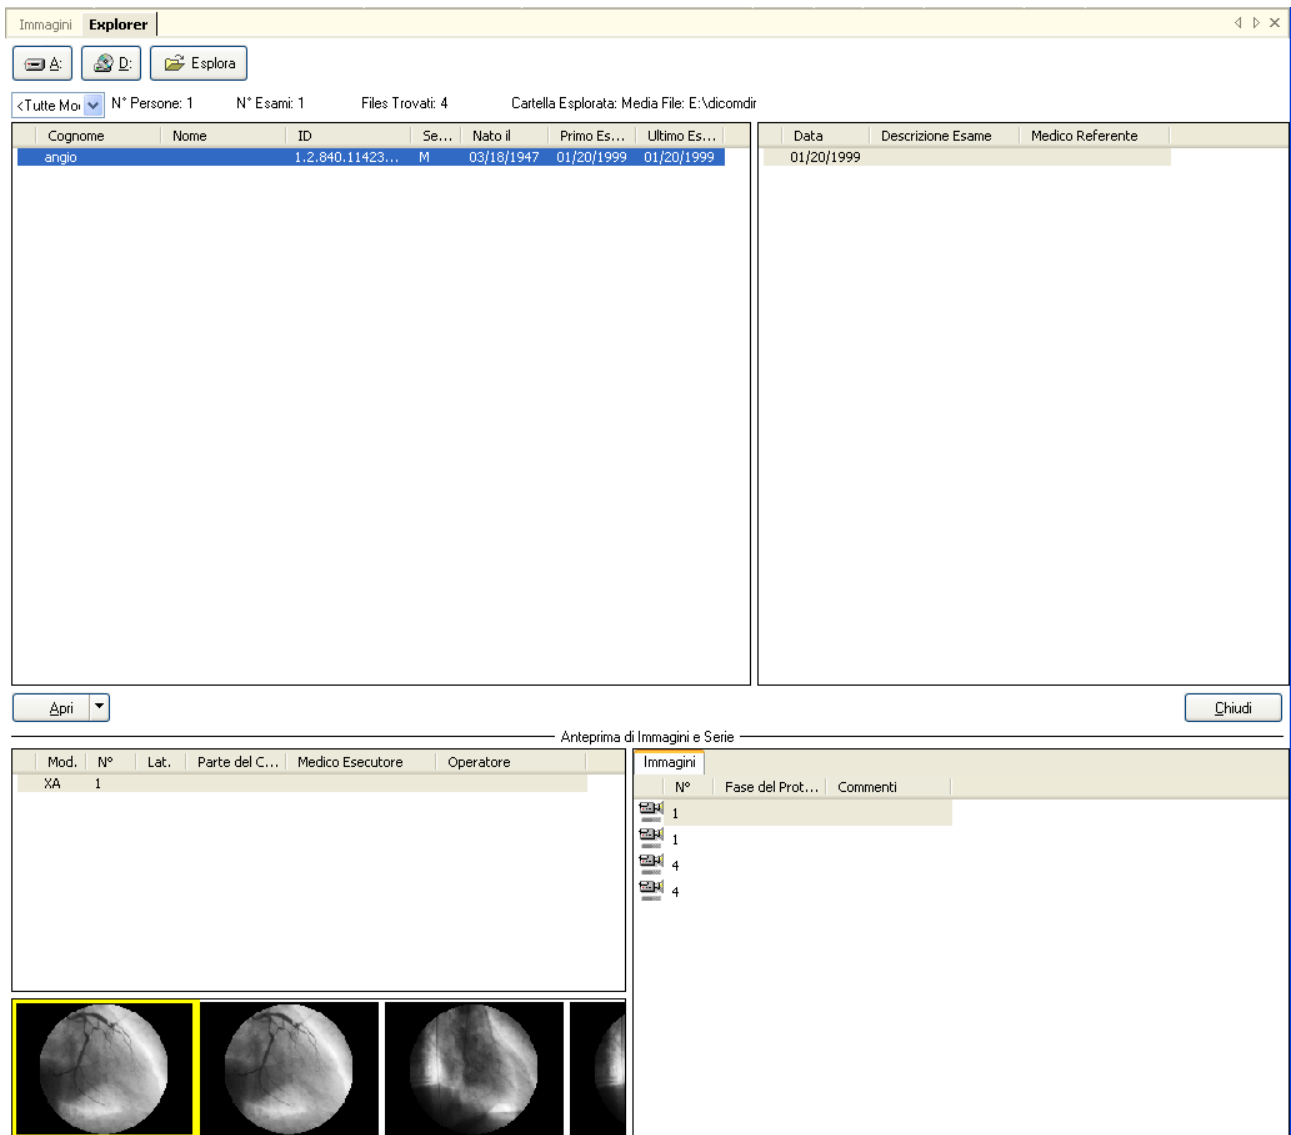 Immagini Explorer
A: D: Esplora
<Tutte Mo N° Persone: 1 N° Esami: 1 Files Trovati: 4 Cartella Esplorata: Media File: E:\dicomdir
Cognome Nome ID Se... Nato il Primo Es... Ultimo Es... Data Descrizione Esame Medico Referente
angio 1.2.840.11423... M 03/18/1947 01/20/1999 01/20/1999 01/20/1999
Apri Chiudi
Anteprima di Immagini e Serie
Mod. N° Lat. Parte del C... Medico Esecutore Operatore
XA 1
Immagini
N° Fase del Prot... Commenti
1
1
4
4